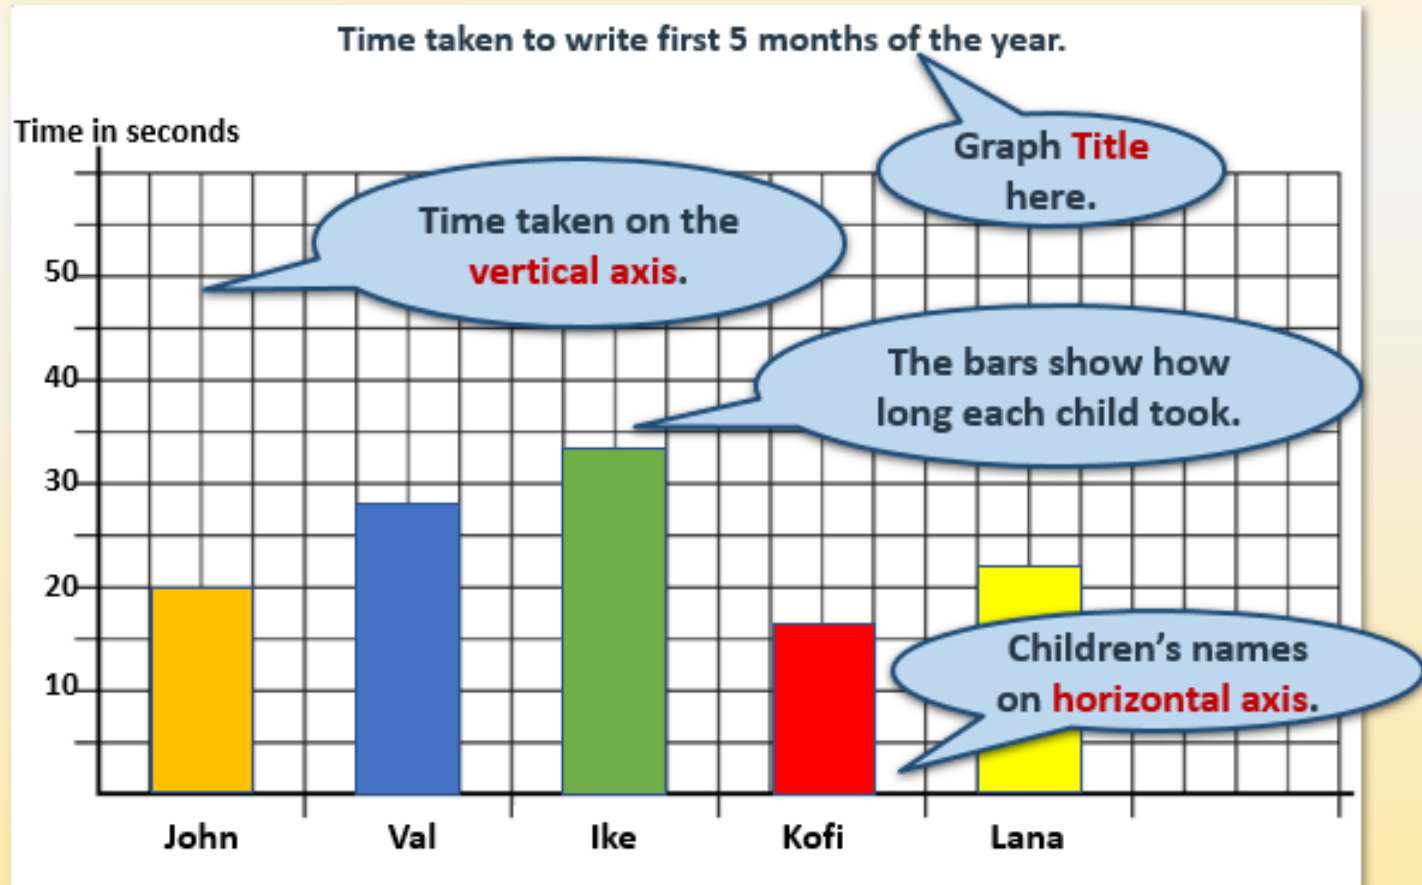 Time taken to write first 5 months of the year.
Time in seconds
Graph Title
here.
Time taken on the
vertical axis.
50
The bars show how
long each child took.
40
30
20
Children's names
on horizontal axis.
10
John Val Ike Kofi Lana